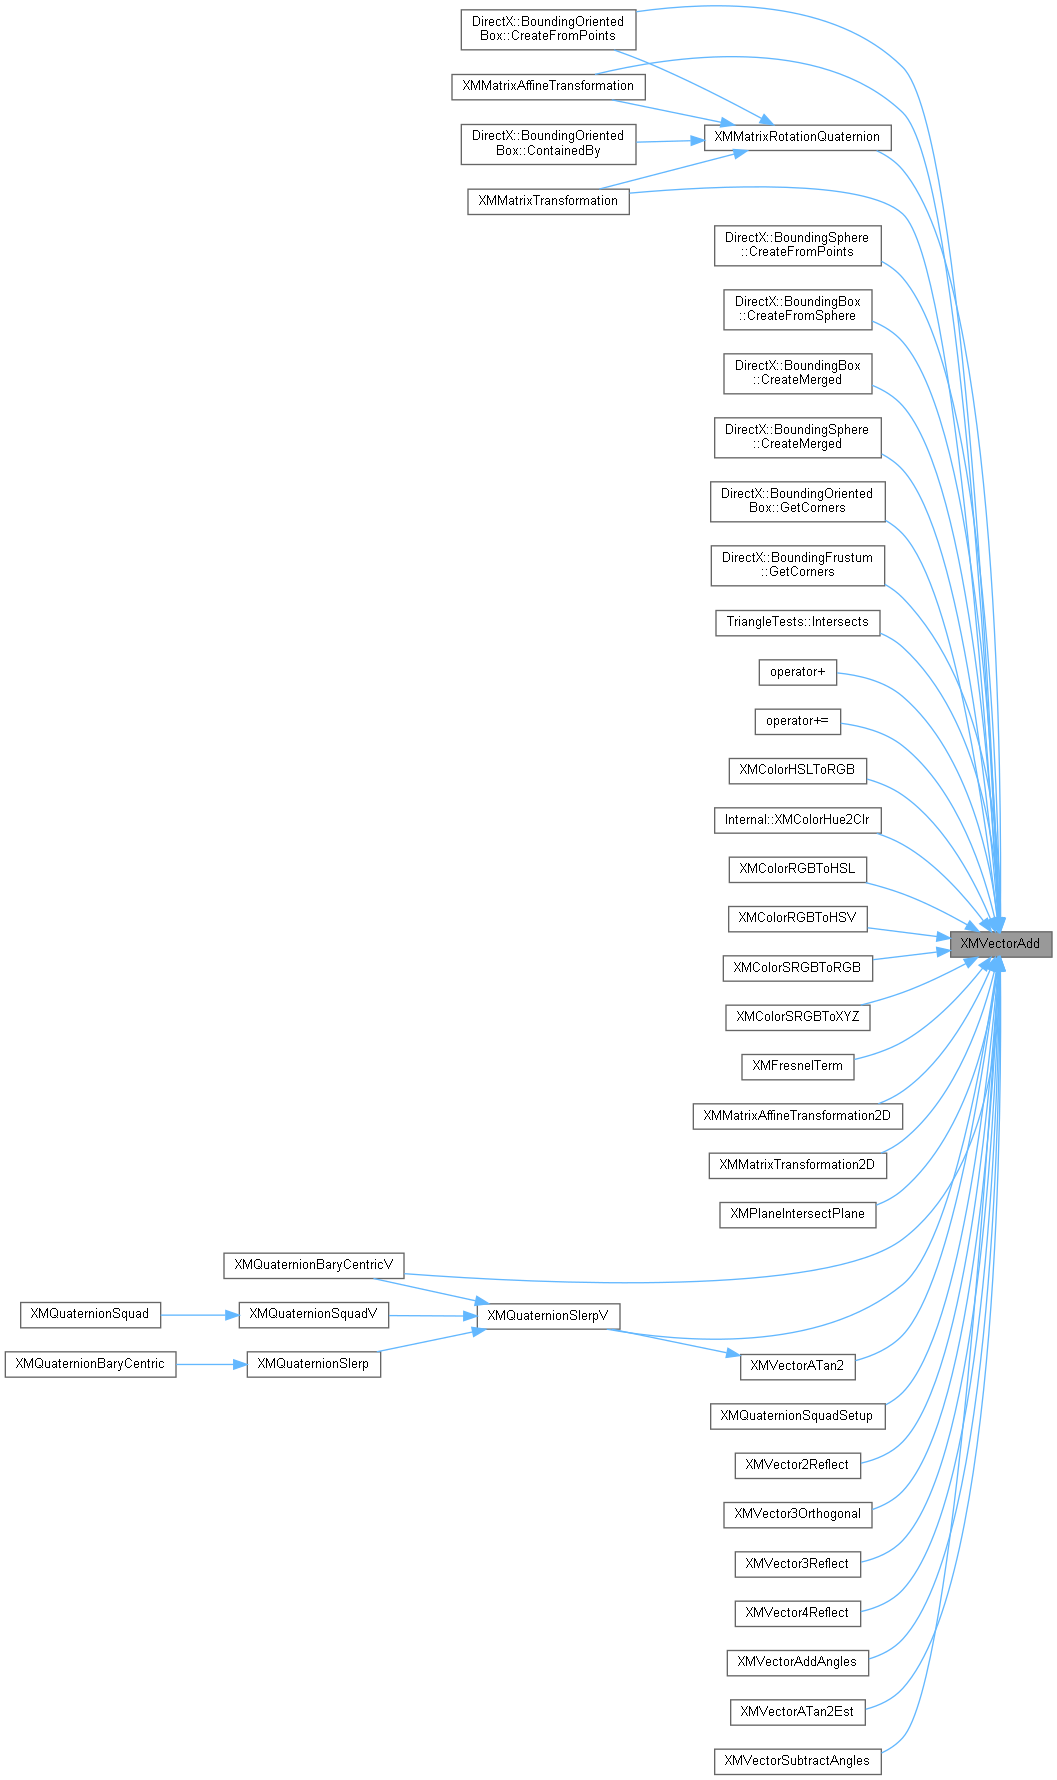 DirectX::BoundingOriented
Box::CreateFromPoints
XMMatrixAffineTransformation
DirectX::BoundingOriented
Box::ContainedBy
XMMatrixRotationQuaternion
XMMatrixTransformation
DirectX::BoundingSphere
::CreateFromPoints
DirectX::BoundingBox
::CreateFromSphere
DirectX::BoundingBox
::CreateMerged
DirectX::BoundingSphere
::CreateMerged
DirectX::BoundingOriented
Box::GetCorners
DirectX::BoundingFrustum
::GetCorners
TriangleTests::Intersects
operator+
operator+=
XMColorHSLToRGB
Internal::XMColorHue2Clr
XMColorRGBToHSL
XMColorRGBToHSV
XMVectorAdd
XMColorSRGBToRGB
XMColorSRGBToXYZ
XMFresnelTerm
XMMatrixAffineTransformation2D
XMMatrixTransformation2D
XMPlaneIntersectPlane
XMQuaternionBaryCentricV
XMQuaternionSquad
XMQuaternionSquadV
XMQuaternionSlerpV
XMQuaternionBaryCentric
XMQuaternionSlerp
XMVectorATan2
XMQuaternionSquadSetup
XMVector2Reflect
XMVector3Orthogonal
XMVector3Reflect
XMVector4Reflect
XMVectorAddAngles
XMVectorATan2Est
XMVectorSubtractAngles